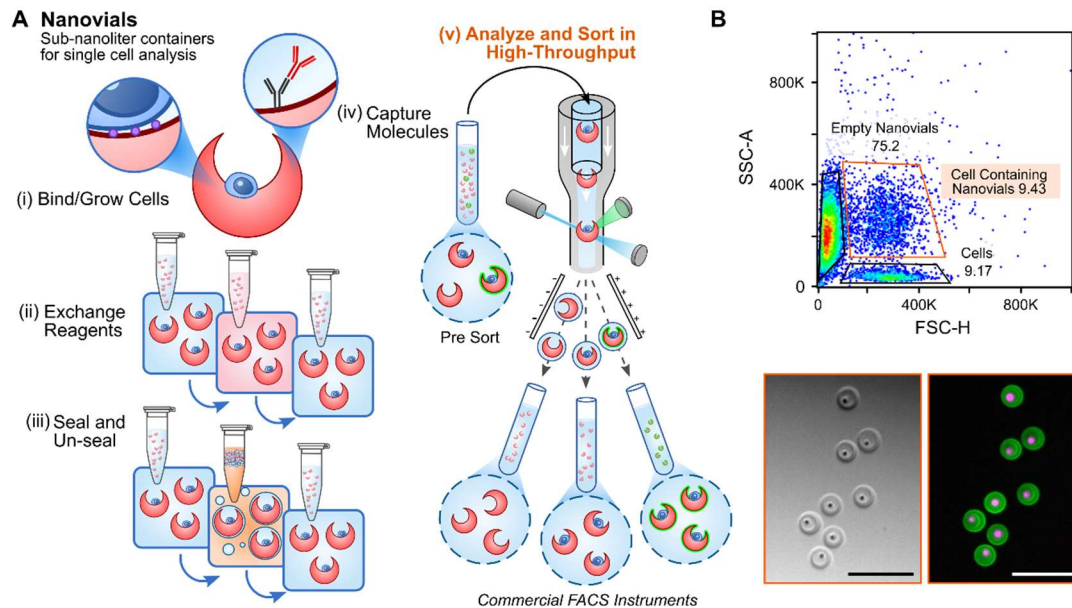 A Nanovials
Sub-nanoliter containers
for single cell analysis
(i) Bind/Grow Cells
(ii) Exchange
Reagents
(iii) Seal and
Un-seal
(iv) Capture
Molecules
(v) Analyze and Sort in
High-Throughput
Pre Sort
Commercial FACS Instruments
B
800K
400K
0
SSC-A
Empty Nanovials
75.2
Cell Containing
Nanovials 9.43
Cells
9.17
0 400K 800K
FSC-H